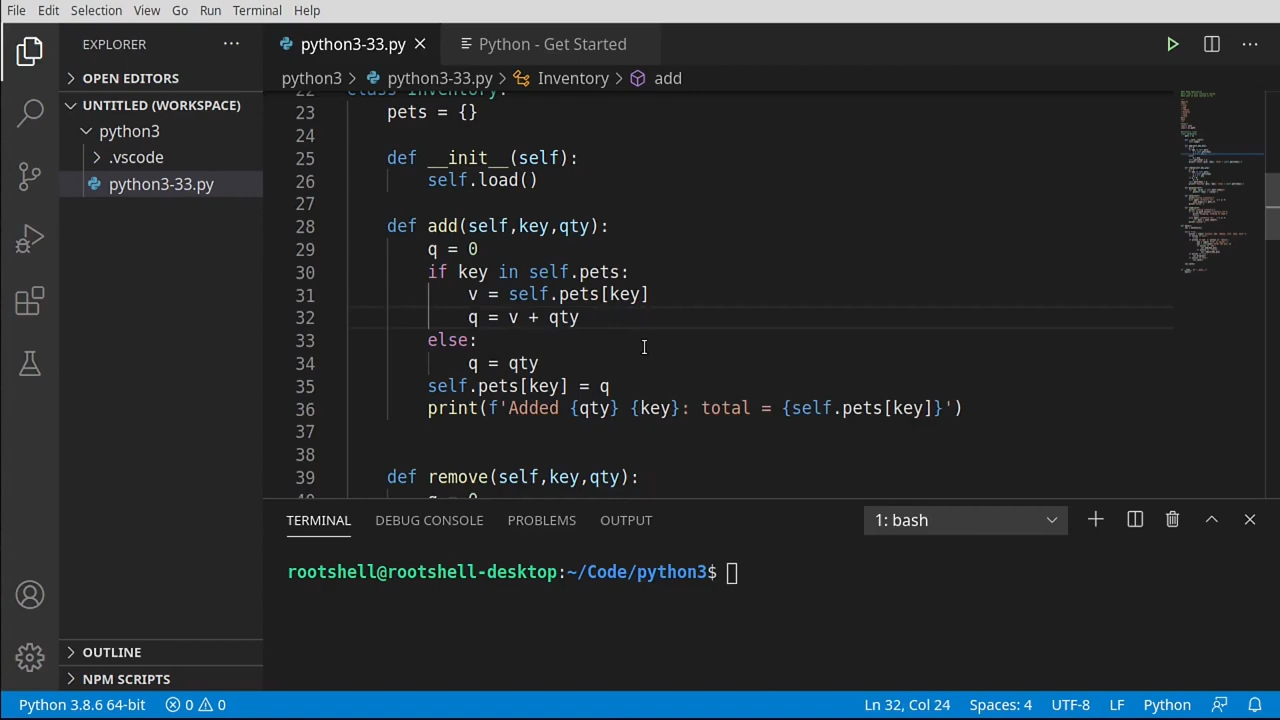 File Edit Selection View Go Run Terminal Help
EXPLORER
OPEN EDITORS
UNTITLED (WORKSPACE)
python3
.vscode
python3-33.py
OUTLINE
NPM SCRIPTS
python3-33.py Python - Get Started
python3 > python3-33.py > Inventory > add
22 class Inventory:
23 pets = {}
24
25 def __init__(self):
26 self.load()
27
28 def add(self,key,qty):
29 q = 0
30 if key in self.pets:
31 v = self.pets[key]
32 q = v + qty
33 else:
34 q = qty
35 self.pets[key] = q
36 print(f'Added {qty} {key}: total = {self.pets[key]}')
37
38
39 def remove(self,key,qty):
40 q = 0
TERMINAL DEBUG CONSOLE PROBLEMS OUTPUT 1: bash
rootshell@rootshell-desktop:~/Code/python3$
Python 3.8.6 64-bit 0 0 Ln 32, Col 24 Spaces: 4 UTF-8 LF Python